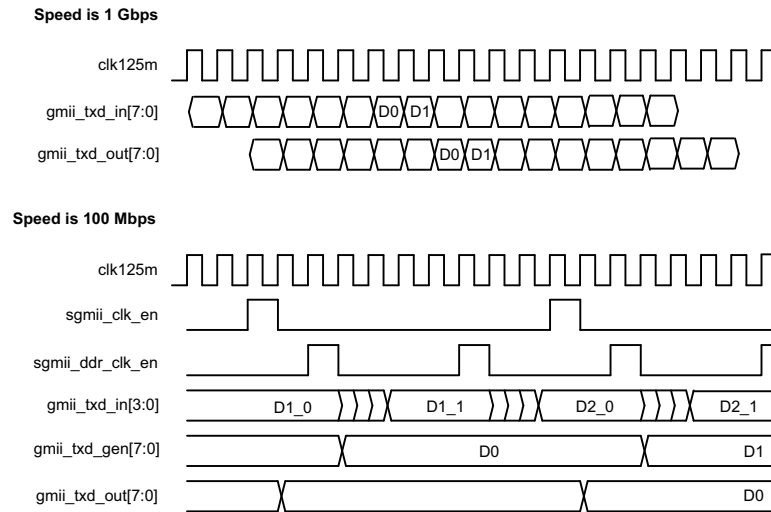 Speed is 1 Gbps
clk125m
gmii_txd_in[7:0] D0 D1
gmii_txd_out[7:0] D0 D1
Speed is 100 Mbps
clk125m
sgmii_clk_en
sgmii_ddr_clk_en
gmii_txd_in[3:0] D1_0 D1_1 D2_0 D2_1
gmii_txd_gen[7:0] D0 D1
gmii_txd_out[7:0] D0